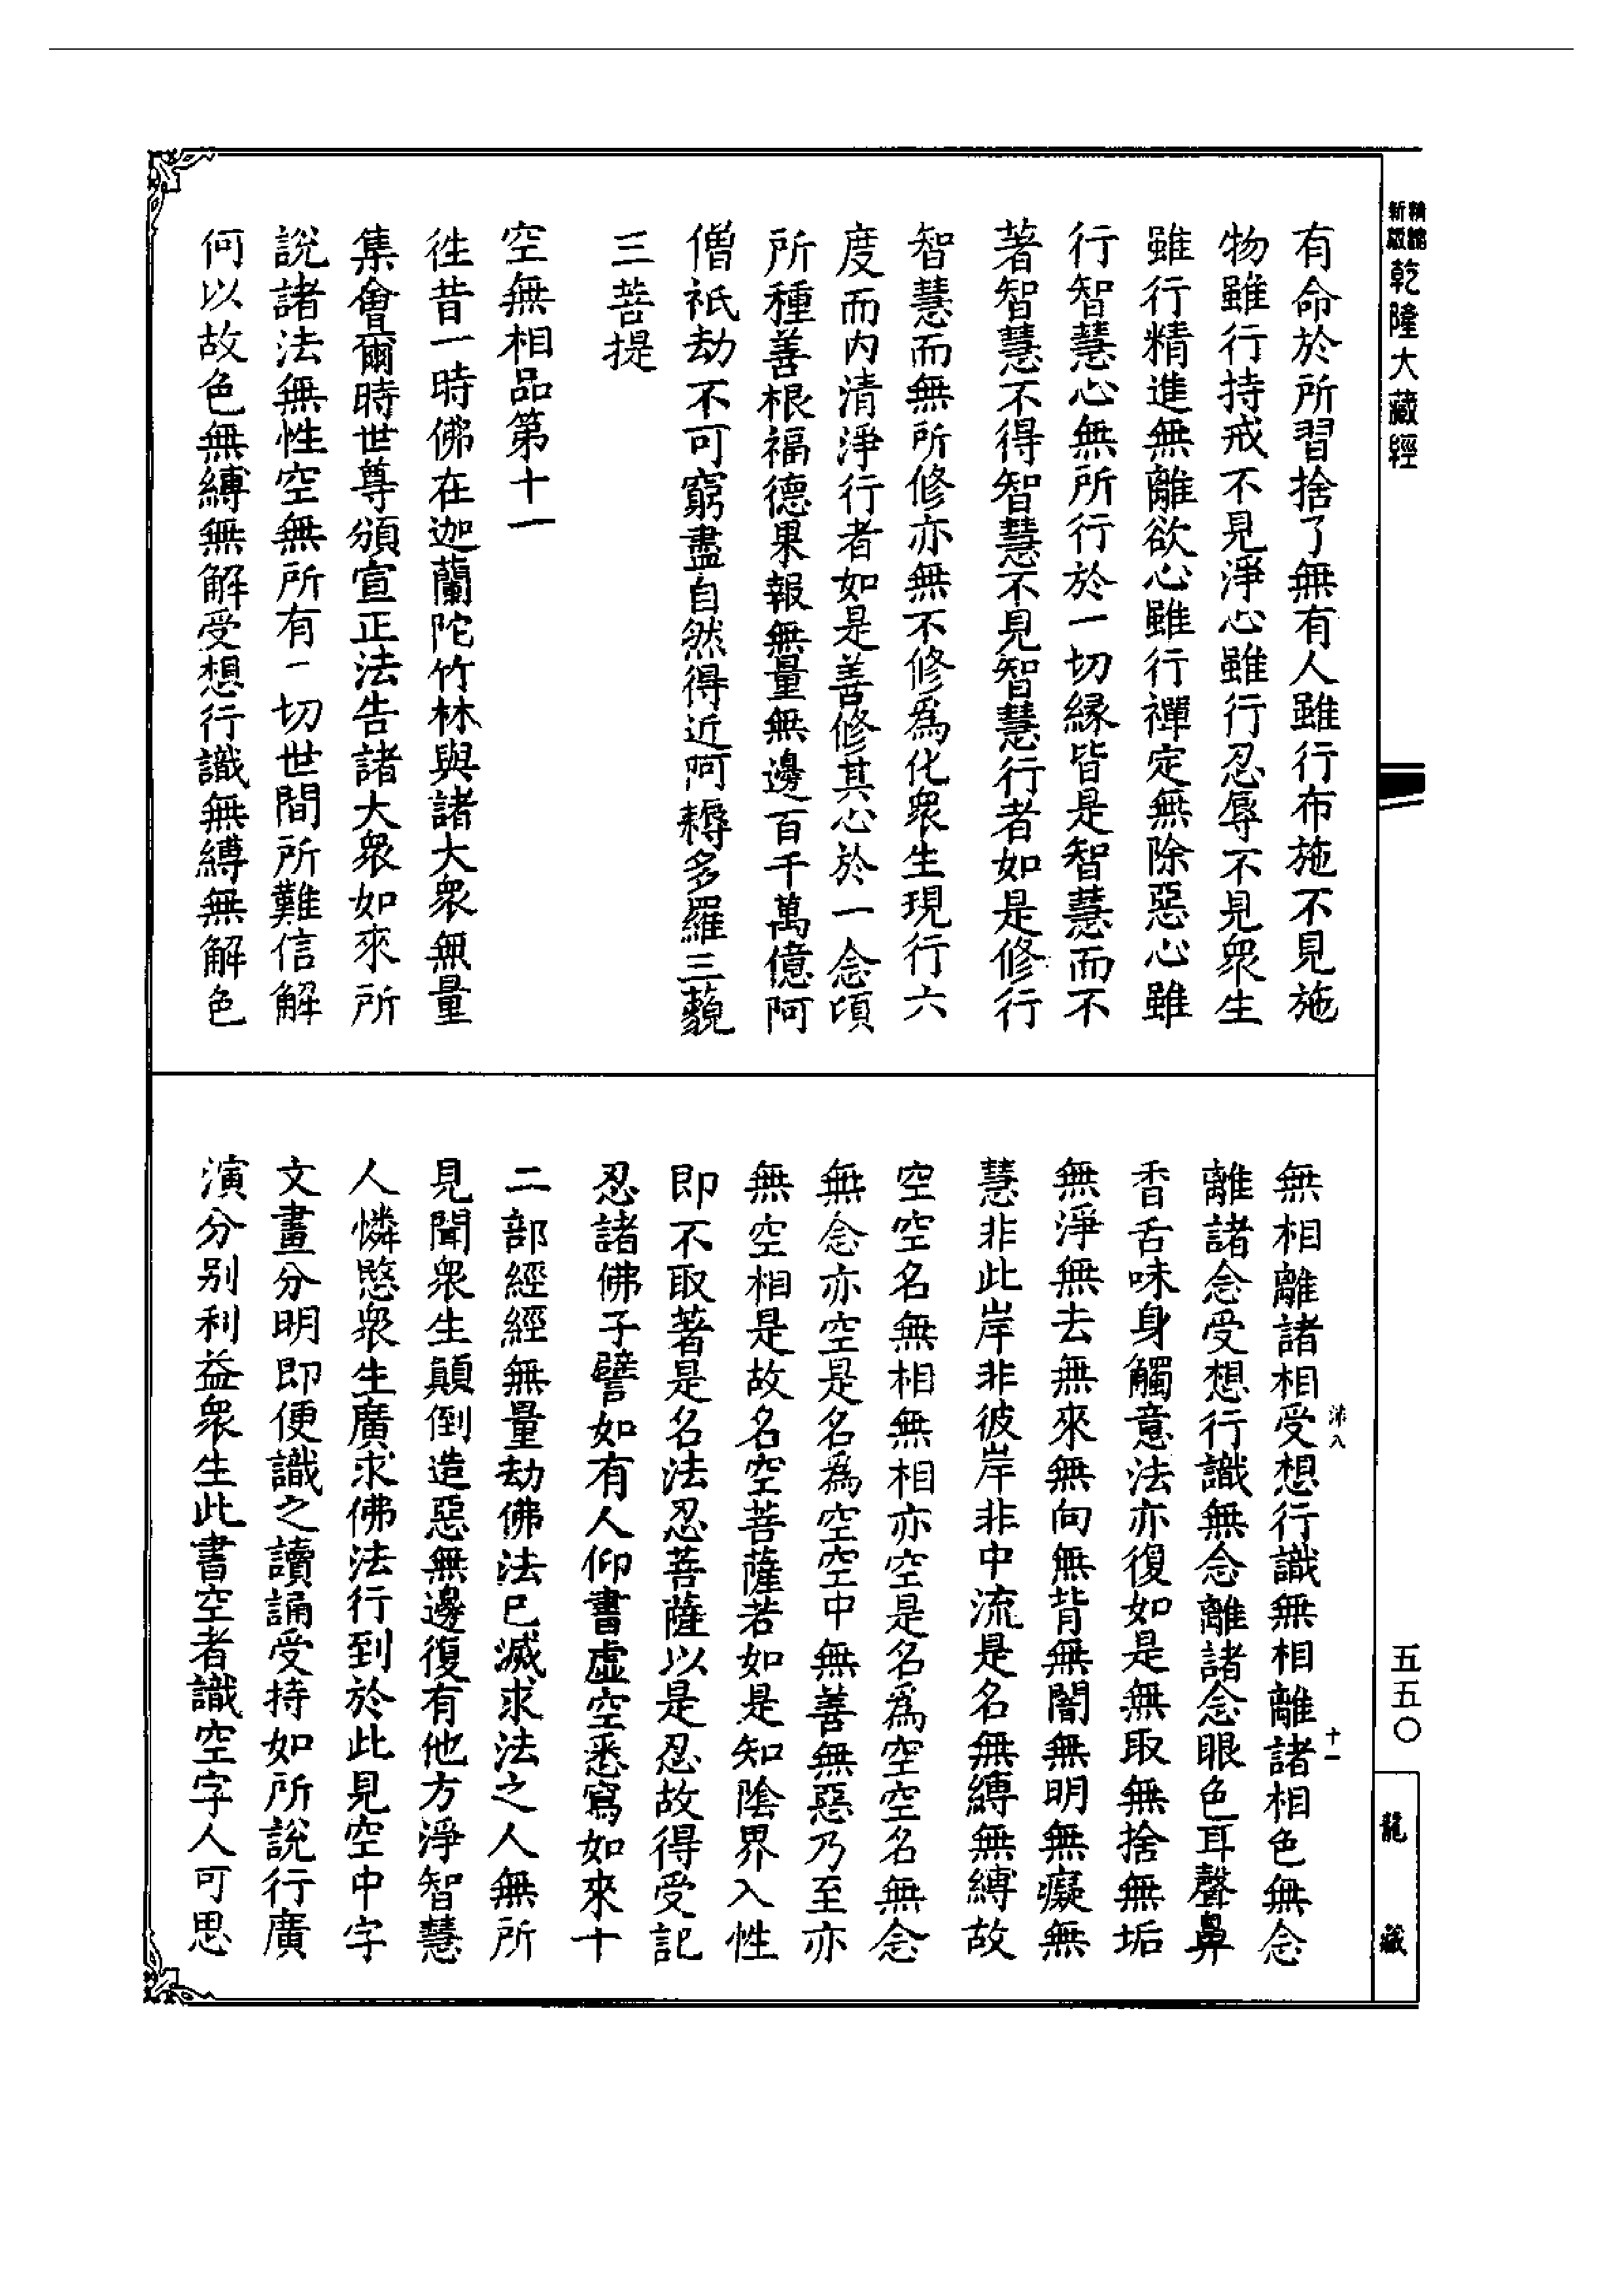 精繕新版乾隆大藏經
有命於所習捨了無有人雖行布施不見施
物雖行持戒不見淨心雖行忍辱不見衆生
雖行精進無離欲心雖行禪定無除惡心雖
行智慧心無所行於一切緣皆是智慧而不
著智慧不得智慧不見智慧行者如是修行
智慧而無所修亦無不修爲化衆生現行六
度而内清淨行者如是善修其心於一念頃
所種善根福德果報無量無邊百千萬億阿
僧祇劫不可窮盡自然得近阿耨多羅三藐
三菩提
空無相品第十一
徃昔一時佛在迦蘭陀竹林與諸大衆無量
集會爾時世尊頒宣正法告諸大衆如來所
說諸法無性空無所有一切世間所難信解
何以故色無縛無解受想行識無縛無解色
五五〇
龍藏
十一
無相離諸相受想行識無相離諸相色無念
離諸念受想行識無念離諸念眼色耳聲鼻
香舌味身觸意法亦復如是無取無捨無垢
無淨無去無來無向無背無闇無明無癡無
慧非此岸非彼岸非中流是名無縛無縛故
空空名無相無相亦空是名爲空空名無念
無念亦空是名爲空空中無善無惡乃至亦
無空相是故名空菩薩若如是知陰界入性
即不取著是名法忍菩薩以是忍故得受記
忍諸佛子譬如有人仰書虛空悉寫如來十
二部經經無量劫佛法已滅求法之人無所
見聞衆生顛倒造惡無邊復有他方淨智慧
人憐愍衆生廣求佛法行到於此見空中字
文畫分明即便識之讀誦受持如所說行廣
演分别利益衆生此書空者識空字人可思